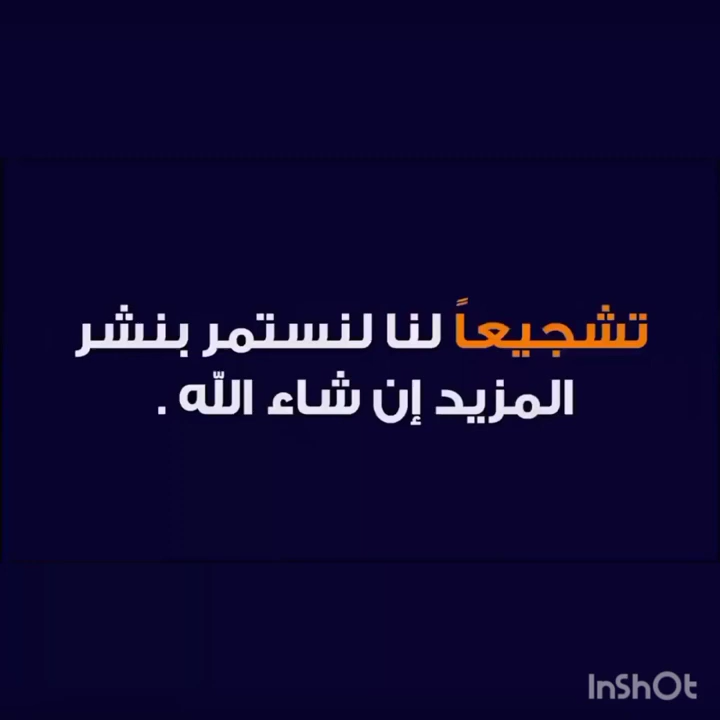 تشجيعاً لنا لنستمر بنشر
المزيد إن شاء الله .
InShOt